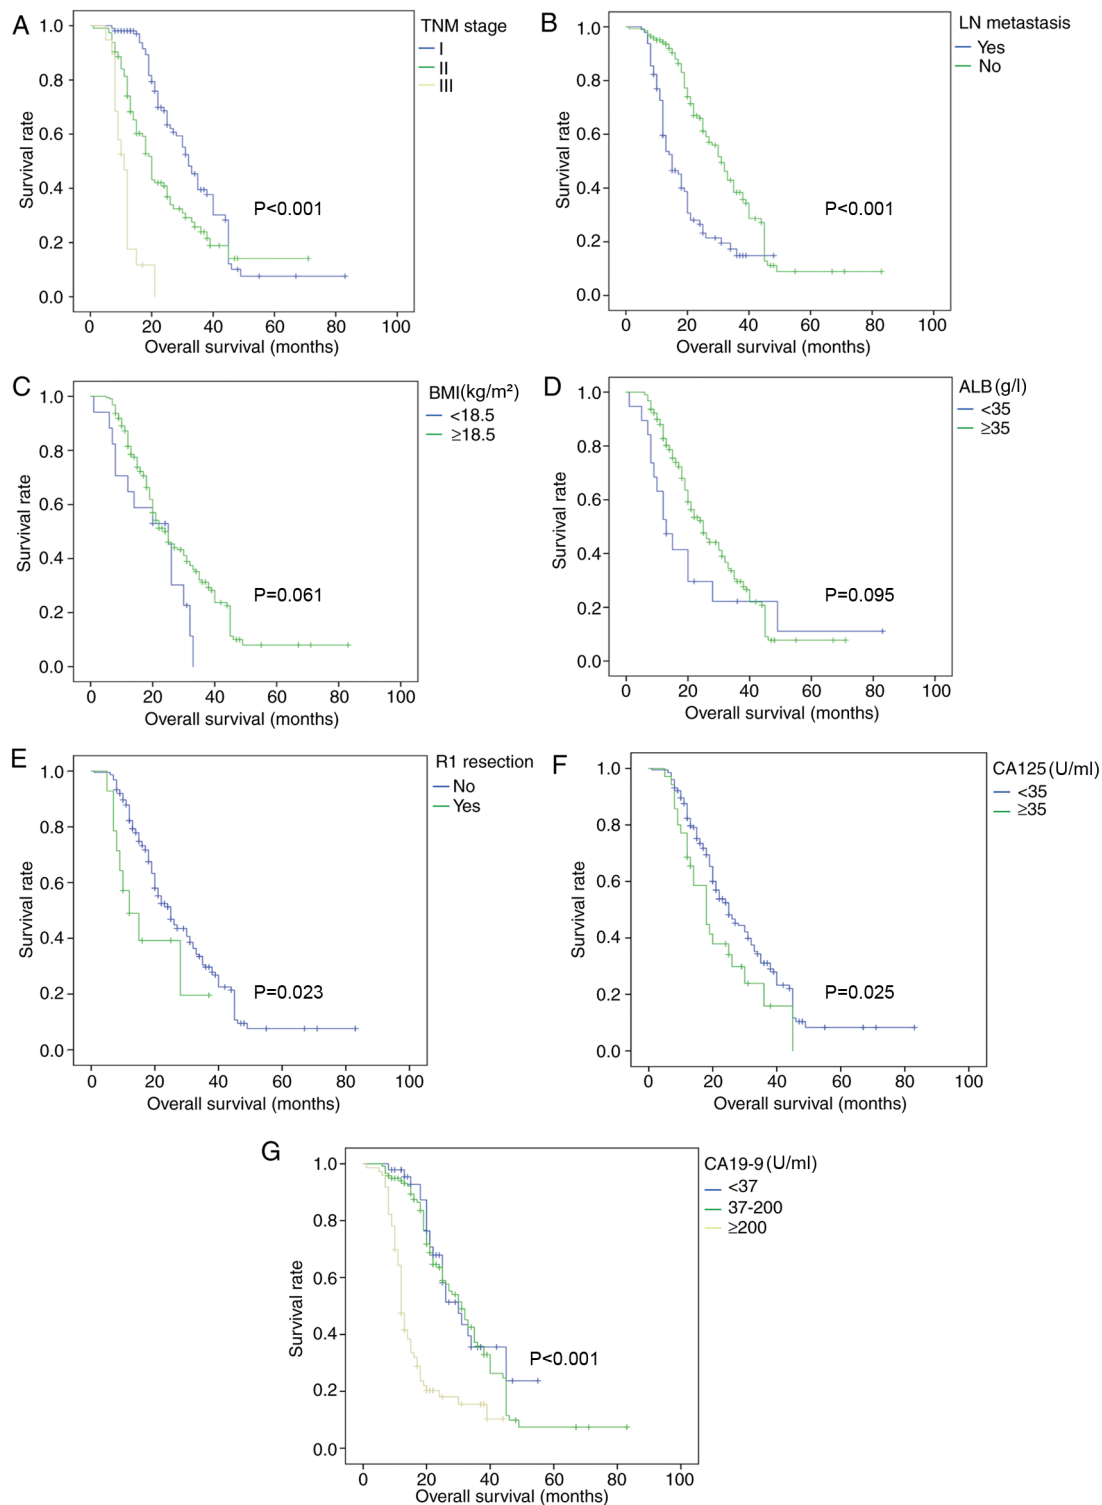 A
TNM stage
I
II
III
1.0
0.8
0.6
0.4
0.2
0.0
Survival rate
P<0.001
0 20 40 60 80 100
Overall survival (months)
B
LN metastasis
Yes
No
1.0
0.8
0.6
0.4
0.2
0.0
Survival rate
P<0.001
0 20 40 60 80 100
Overall survival (months)
C
BMI(kg/m²)
<18.5
≥18.5
1.0
0.8
0.6
0.4
0.2
0.0
Survival rate
P=0.061
0 20 40 60 80 100
Overall survival (months)
D
ALB (g/l)
<35
≥35
1.0
0.8
0.6
0.4
0.2
0.0
Survival rate
P=0.095
0 20 40 60 80 100
Overall survival (months)
E
R1 resection
No
Yes
1.0
0.8
0.6
0.4
0.2
0.0
Survival rate
P=0.023
0 20 40 60 80 100
Overall survival (months)
F
CA125 (U/ml)
<35
≥35
1.0
0.8
0.6
0.4
0.2
0.0
Survival rate
P=0.025
0 20 40 60 80 100
Overall survival (months)
G
CA19-9 (U/ml)
<37
37-200
≥200
1.0
0.8
0.6
0.4
0.2
0.0
Survival rate
P<0.001
0 20 40 60 80 100
Overall survival (months)